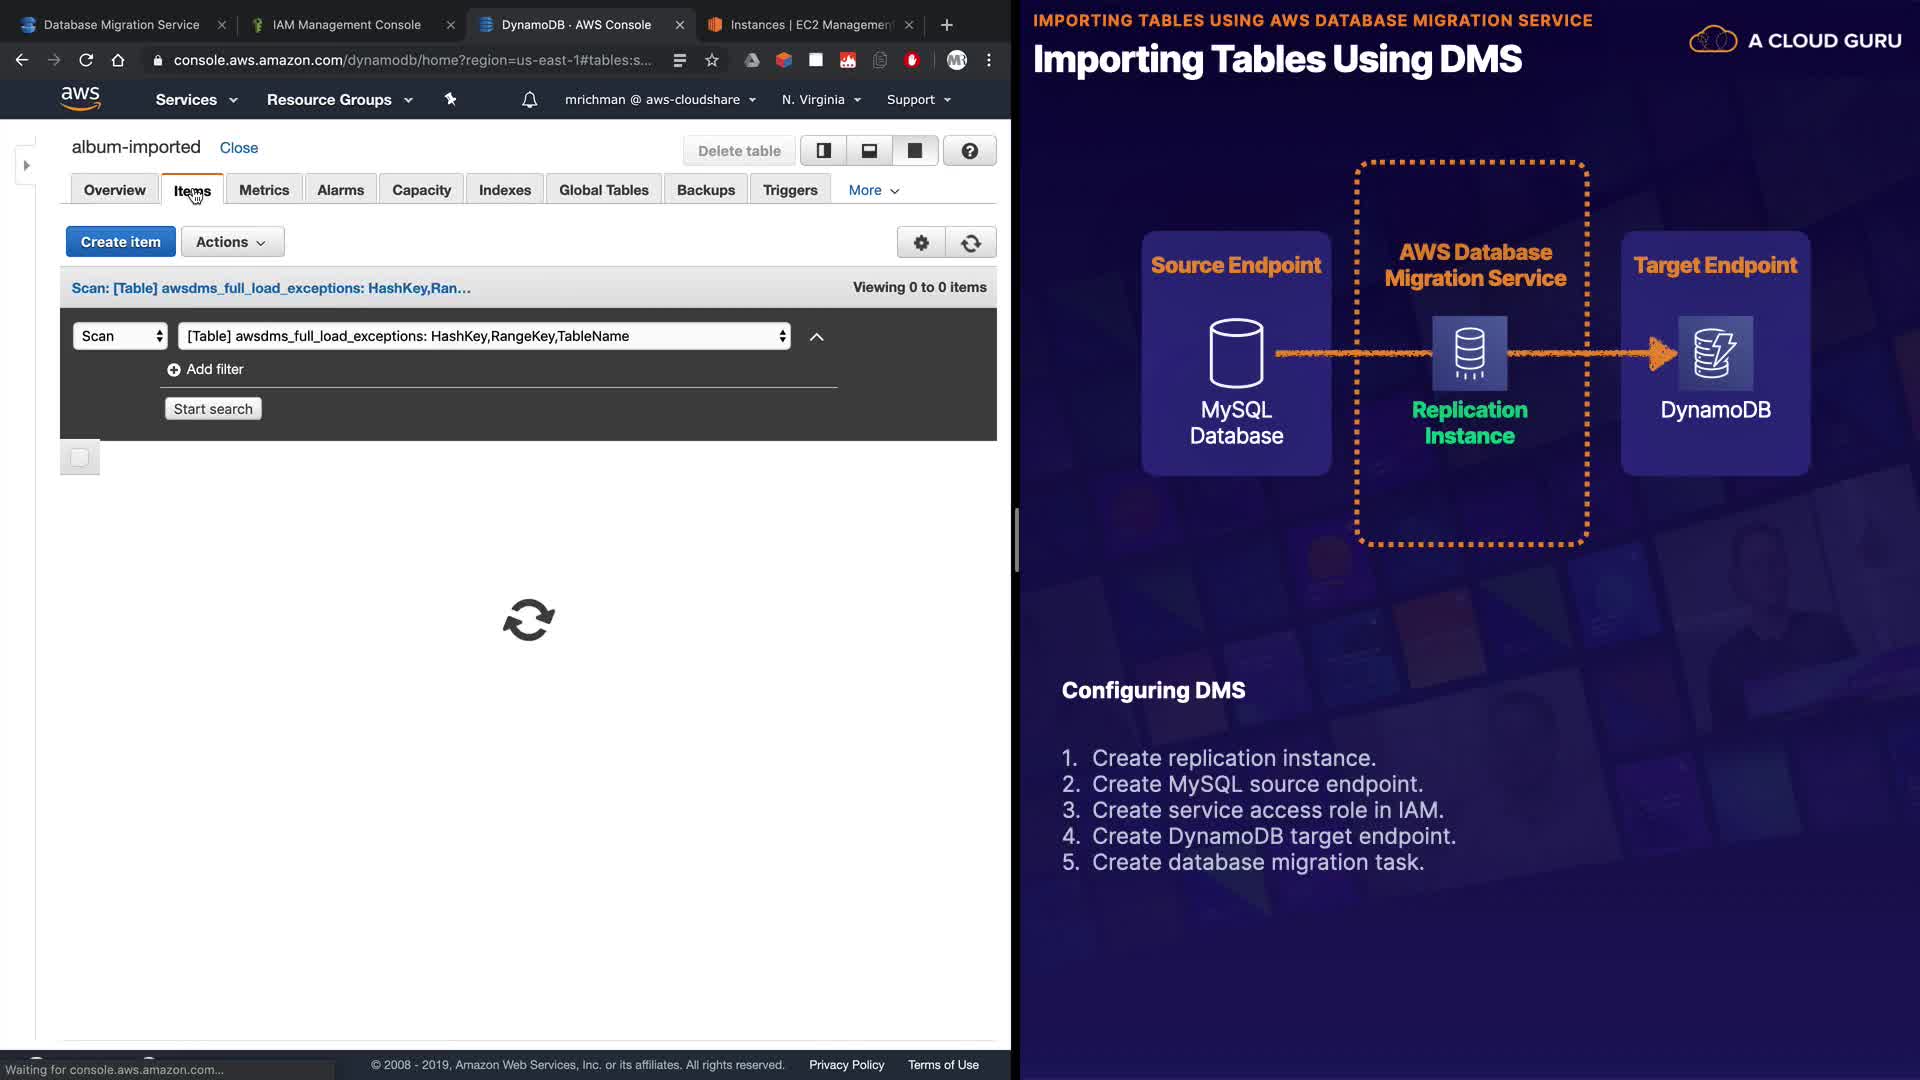 Database Migration Service
IAM Management Console
DynamoDB · AWS Console
Instances | EC2 Managemen
console.aws.amazon.com/dynamodb/home?region=us-east-1#tables:s...
MR
aws
Services
Resource Groups
mrichman @ aws-cloudshare
N. Virginia
Support
album-imported
Close
Delete table
Overview
Items
Metrics
Alarms
Capacity
Indexes
Global Tables
Backups
Triggers
More
Create item
Actions
Scan: [Table] awsdms_full_load_exceptions: HashKey,Ran...
Viewing 0 to 0 items
Scan
[Table] awsdms_full_load_exceptions: HashKey,RangeKey,TableName
Add filter
Start search
© 2008 - 2019, Amazon Web Services, Inc. or its affiliates. All rights reserved.
Privacy Policy
Terms of Use
Waiting for console.aws.amazon.com...
IMPORTING TABLES USING AWS DATABASE MIGRATION SERVICE
Importing Tables Using DMS
A CLOUD GURU
Source Endpoint
MySQL
Database
AWS Database
Migration Service
Replication
Instance
Target Endpoint
DynamoDB
Configuring DMS
1. Create replication instance.
2. Create MySQL source endpoint.
3. Create service access role in IAM.
4. Create DynamoDB target endpoint.
5. Create database migration task.